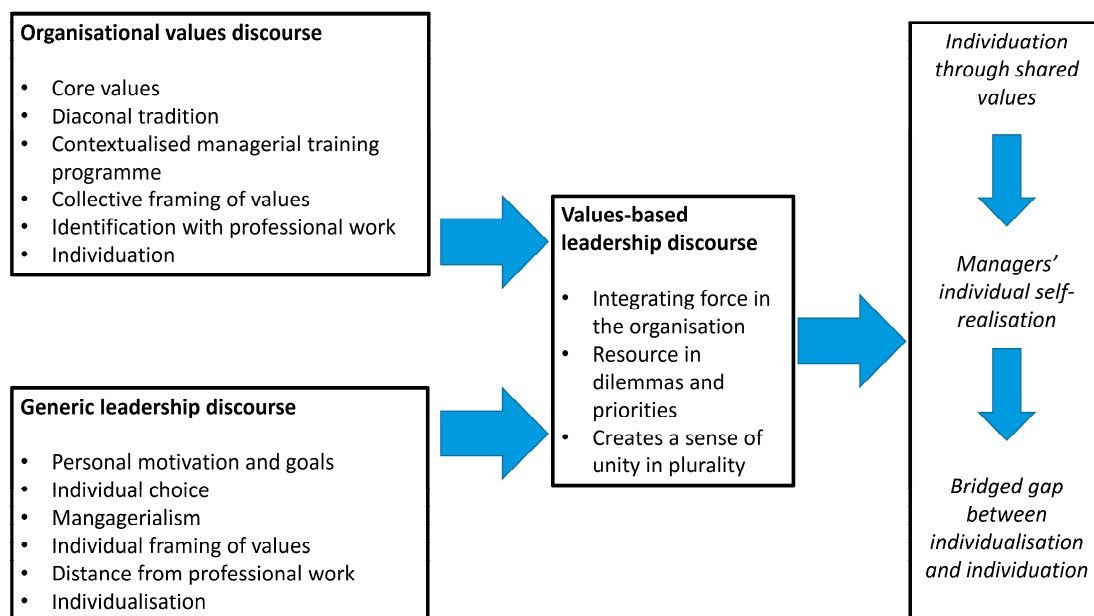 Organisational values discourse
• Core values
• Diaconal tradition
• Contextualised managerial training
programme
• Collective framing of values
• Identification with professional work
• Individuation
Generic leadership discourse
• Personal motivation and goals
• Individual choice
• Mangagerialism
• Individual framing of values
• Distance from professional work
• Individualisation
Values-based
leadership discourse
• Integrating force in
the organisation
• Resource in
dilemmas and
priorities
• Creates a sense of
unity in plurality
Individuation
through shared
values
Managers’
individual self-
realisation
Bridged gap
between
individualisation
and individuation